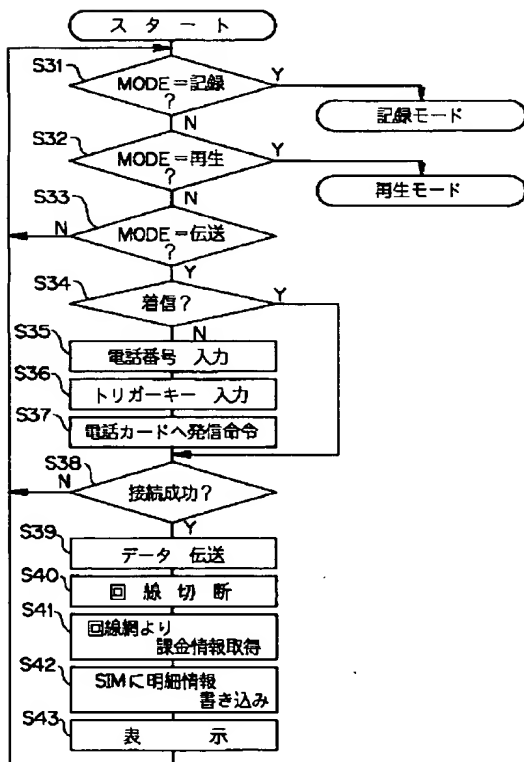 スタート
S31
MODE=記録
?
Y
記録モード
N
S32
MODE=再生
?
Y
再生モード
N
S33
MODE=伝送
?
N
Y
S34
着信?
Y
N
S35
電話番号 入力
S36
トリガーキー 入力
S37
電話カードへ発信命令
S38
接続成功?
N
Y
S39
データ 伝送
S40
回線切断
S41
回線網より
課金情報取得
S42
SIMに明細情報
書き込み
S43
表示